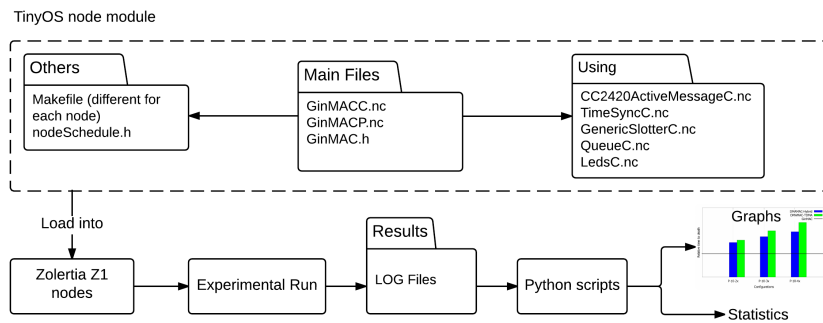 TinyOS node module
Others
Makefile (different for
each node)
nodeSchedule.h
Main Files
GinMACC.nc
GinMACP.nc
GinMAC.h
Using
CC2420ActiveMessageC.nc
TimeSyncC.nc
GenericSlotterC.nc
QueueC.nc
LedsC.nc
Load into
Zolertia Z1
nodes
Experimental Run
Results
LOG Files
Python scripts
Graphs
Configurations
Statistics